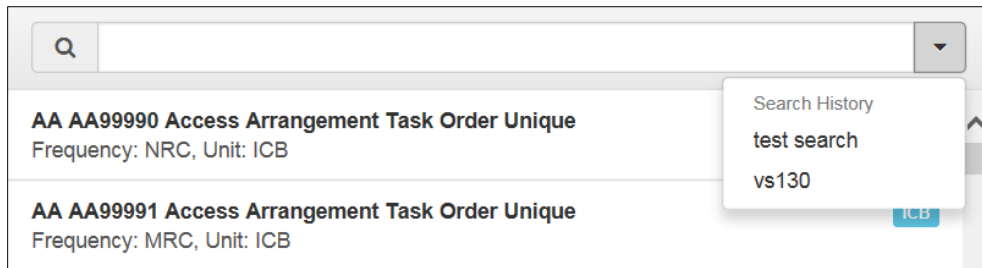 Search History
test search
vs130
AA AA99990 Access Arrangement Task Order Unique
Frequency: NRC, Unit: ICB
AA AA99991 Access Arrangement Task Order Unique
ICB
Frequency: MRC, Unit: ICB